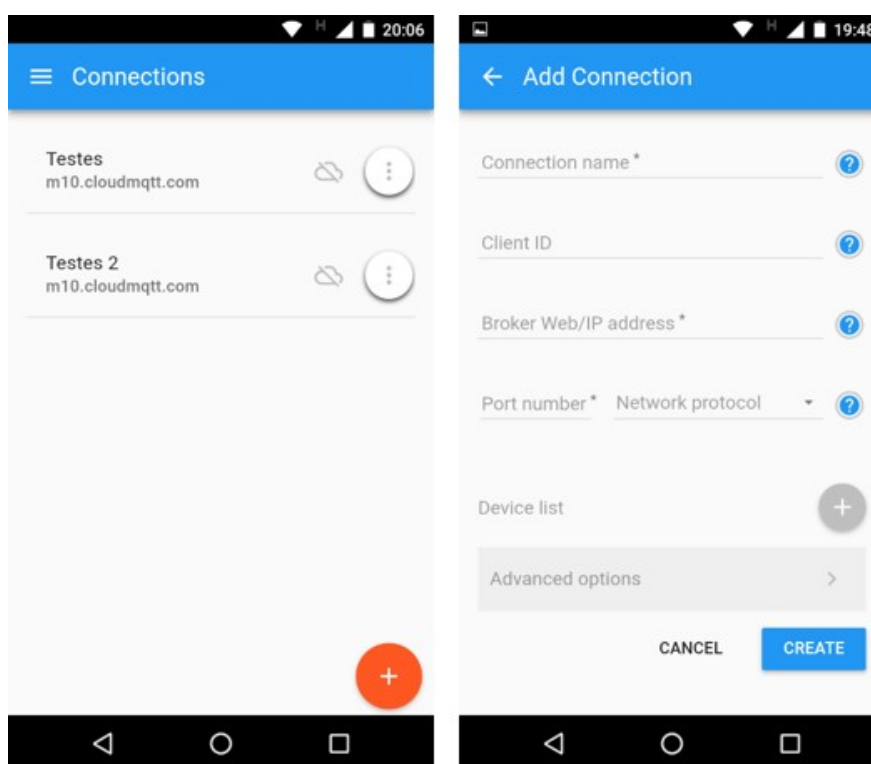 H 20:06
Connections
Testes
m10.cloudmqtt.com
Testes 2
m10.cloudmqtt.com
+
H 19:48
Add Connection
Connection name *
?
Client ID
?
Broker Web/IP address *
?
Port number * Network protocol
?
Device list
+
Advanced options
CANCEL CREATE